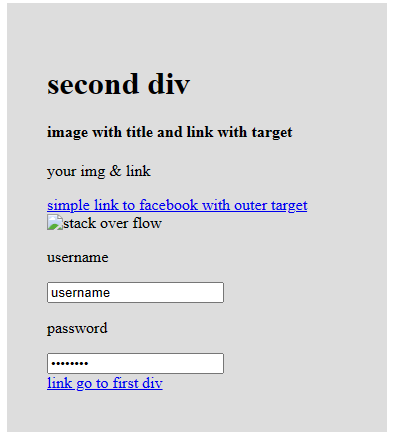 second div
image with title and link with target
your img & link
simple link to facebook with outer target
stack over flow
username
username
password
••••••••
link go to first div